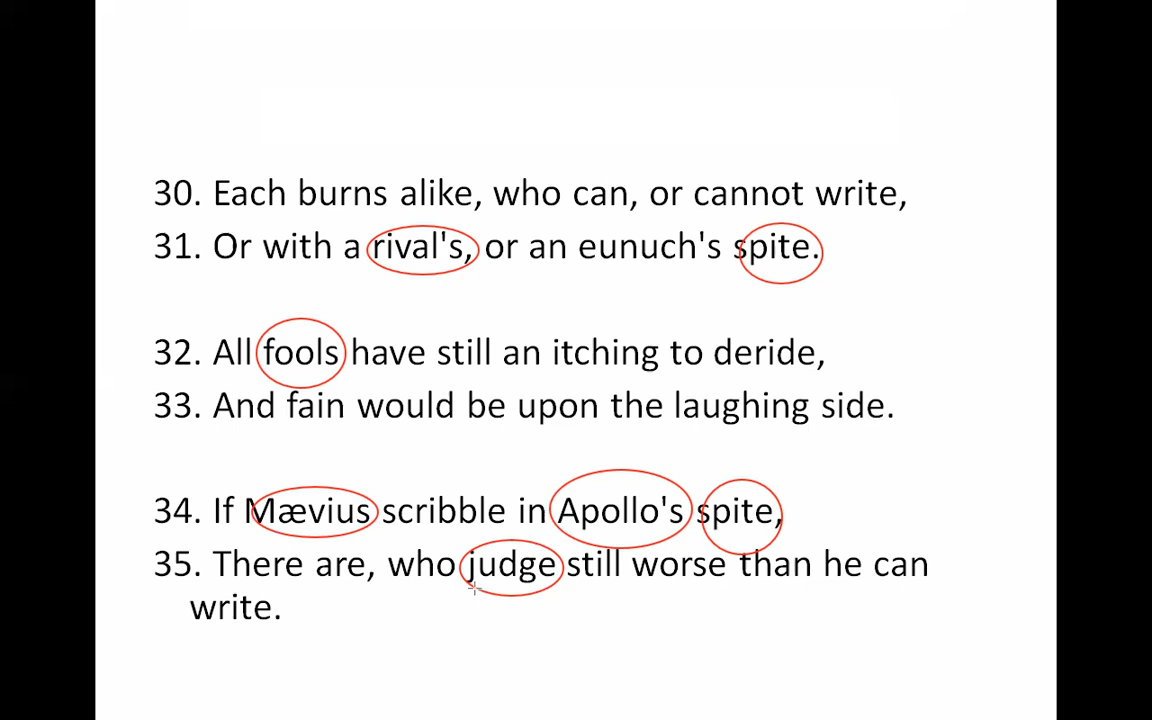 30. Each burns alike, who can, or cannot write,
31. Or with a rival's, or an eunuch's spite.
32. All fools have still an itching to deride,
33. And fain would be upon the laughing side.
34. If Mævius scribble in Apollo's spite,
35. There are, who judge still worse than he can
write.